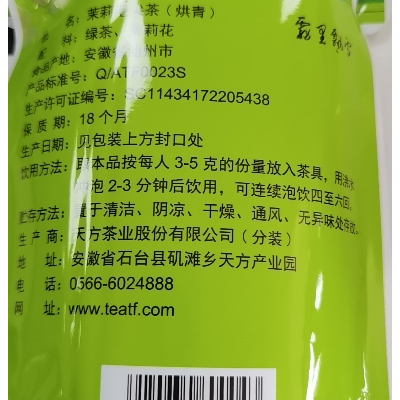 名：茉莉 绿茶（烘青） 霧里飘雪
料：绿茶、茉莉花
食品产地：安徽省 州市
产品标准号：Q/ATF0023S
生产许可证编号：SC11434172205438
保 质 期：18个月
生产日期：见包装上方封口处
饮用方法：取本品按每人3-5克的份量放入茶具，用沸水
冲泡2-3分钟后饮用，可连续泡饮四至六回。
贮存方法：置于清洁、阴凉、干燥、通风、无异味处存放。
生 产 商：天方茶业股份有限公司（分装）
地 址：安徽省石台县矶滩乡天方产业园
电 话：0566-6024888
网 址：www.teatf.com